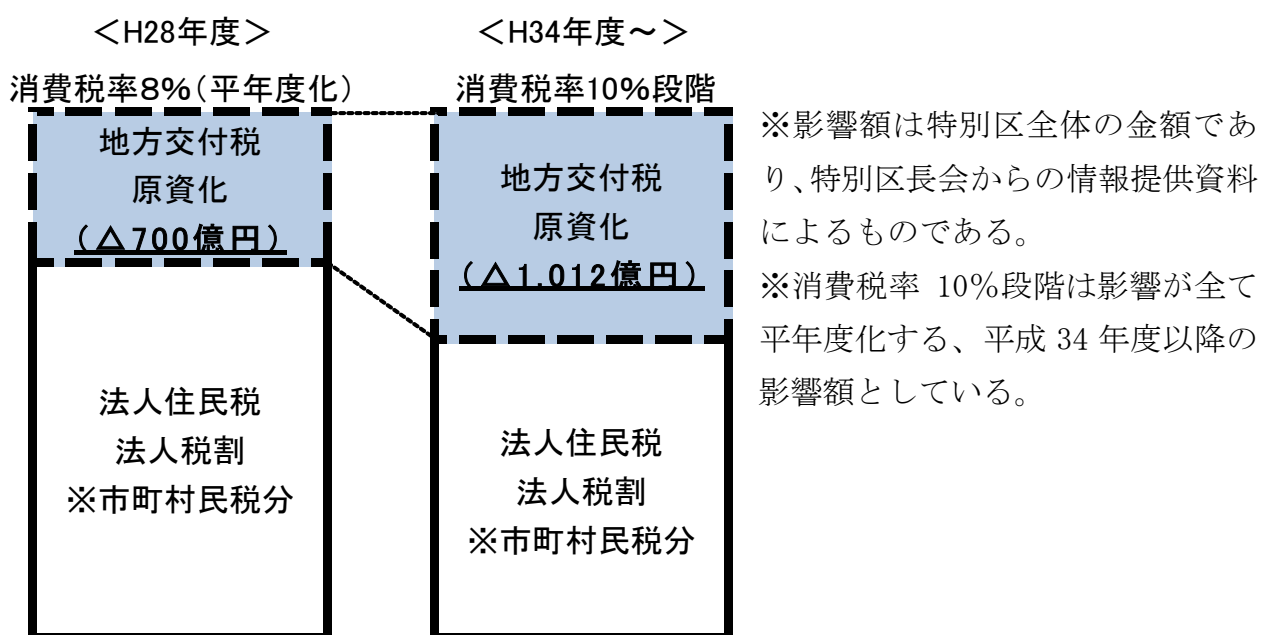 ＜H28年度＞
消費税率8％(平年度化)
地方交付税
原資化
(△700億円)
法人住民税
法人税割
※市町村民税分
＜H34年度～＞
消費税率10％段階
地方交付税
原資化
(△1,012億円)
法人住民税
法人税割
※市町村民税分
※影響額は特別区全体の金額であ
り、特別区長会からの情報提供資料
によるものである。
※消費税率 10％段階は影響が全て
平年度化する、平成 34 年度以降の
影響額としている。